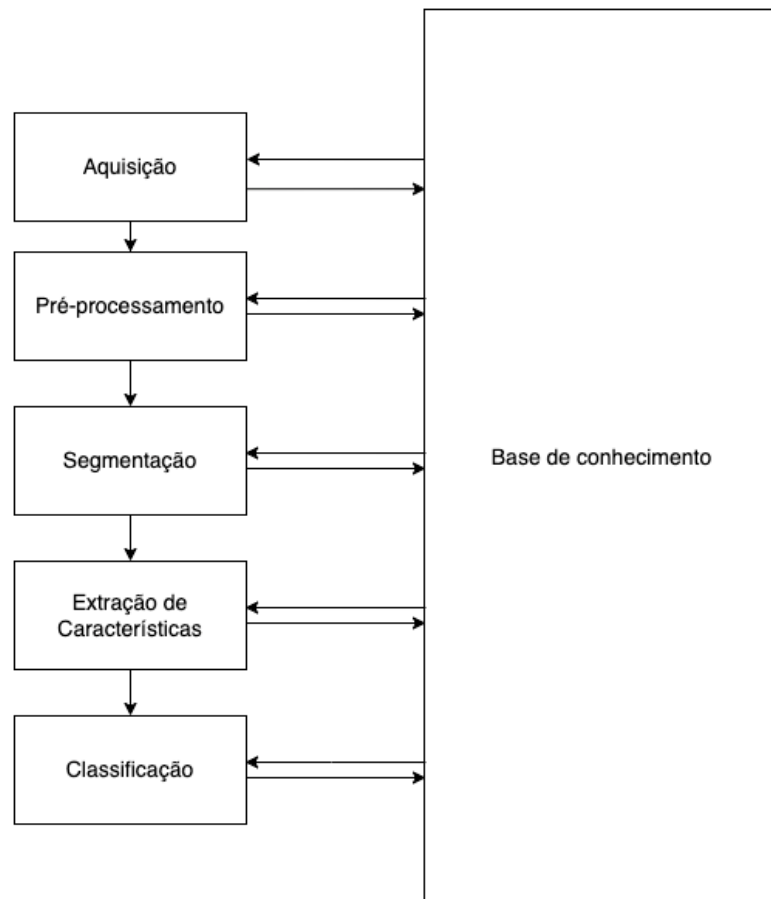 Aquisição
Pré-processamento
Segmentação
Base de conhecimento
Extração de
Características
Classificação